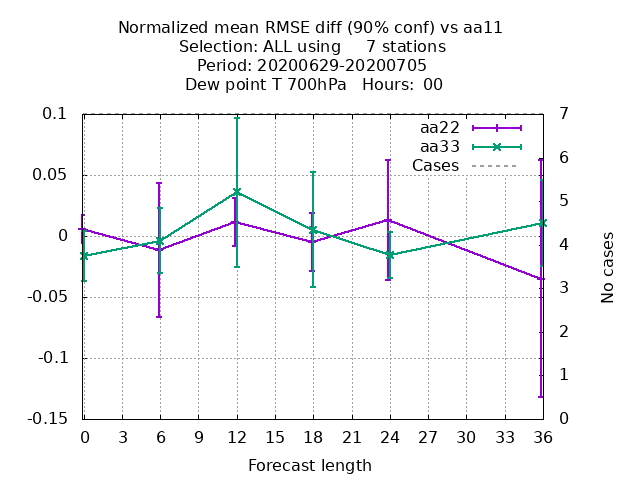 Normalized mean RMSE diff (90% conf) vs aa11
Selection: ALL using     7 stations
Period: 20200629-20200705
Dew point T 700hPa   Hours:  00
0.1
0.05
0
-0.05
-0.1
-0.15
7
6
5
4
3
2
1
0
aa22
aa33
Cases
No cases
0 3 6 9 12 15 18 21 24 27 30 33 36
Forecast length